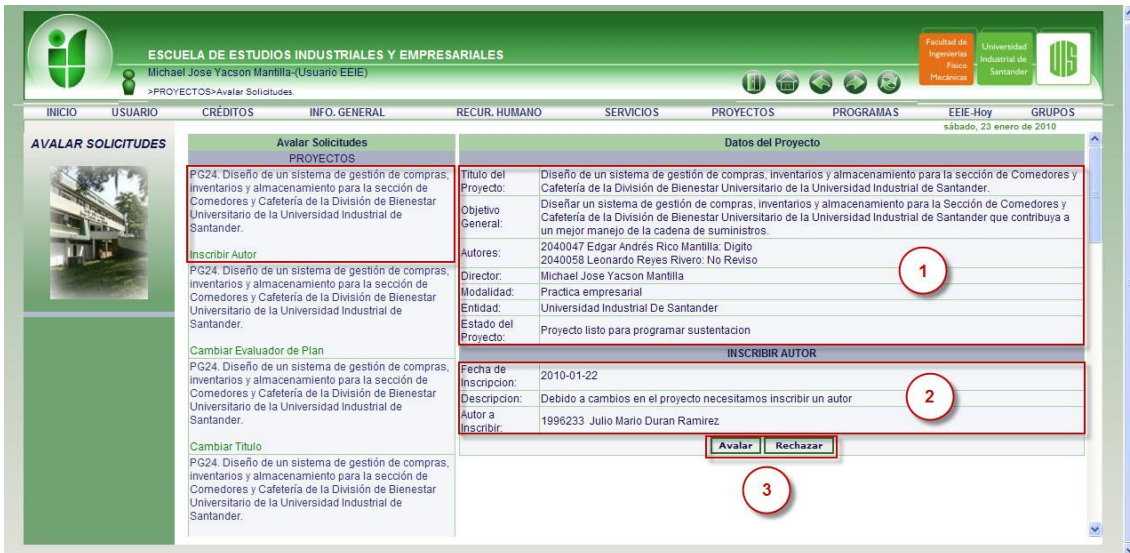 ESCUELA DE ESTUDIOS INDUSTRIALES Y EMPRESARIALES
Michael Jose Yacson Mantilla-(Usuario EEIE)
>PROYECTOS>Avalar Solicitudes.
Facultad de
Ingenierías
Físico
Mecánicas
Universidad
Industrial de
Santander
UIS
INICIO USUARIO CRÉDITOS INFO. GENERAL RECUR. HUMANO SERVICIOS PROYECTOS PROGRAMAS EEIE-Hoy GRUPOS
sábado, 23 enero de 2010
AVALAR SOLICITUDES
Avalar Solicitudes
PROYECTOS
PG24. Diseño de un sistema de gestión de compras,
inventarios y almacenamiento para la sección de
Comedores y Cafetería de la División de Bienestar
Universitario de la Universidad Industrial de
Santander.
Inscribir Autor
PG24. Diseño de un sistema de gestión de compras,
inventarios y almacenamiento para la sección de
Comedores y Cafetería de la División de Bienestar
Universitario de la Universidad Industrial de
Santander.
Cambiar Evaluador de Plan
PG24. Diseño de un sistema de gestión de compras,
inventarios y almacenamiento para la sección de
Comedores y Cafetería de la División de Bienestar
Universitario de la Universidad Industrial de
Santander.
Cambiar Titulo
PG24. Diseño de un sistema de gestión de compras,
inventarios y almacenamiento para la sección de
Comedores y Cafetería de la División de Bienestar
Universitario de la Universidad Industrial de
Santander.
Datos del Proyecto
Titulo del Proyecto: Diseño de un sistema de gestión de compras, inventarios y almacenamiento para la sección de Comedores y
Cafetería de la División de Bienestar Universitario de la Universidad Industrial de Santander.
Objetivo General: Diseñar un sistema de gestión de compras, inventarios y almacenamiento para la Sección de Comedores y
Cafetería de la División de Bienestar Universitario de la Universidad Industrial de Santander que contribuya a
un mejor manejo de la cadena de suministros.
Autores: 2040047 Edgar Andrés Rico Mantilla: Digito
2040058 Leonardo Reyes Rivero: No Reviso
Director: Michael Jose Yacson Mantilla
Modalidad: Practica empresarial
Entidad: Universidad Industrial De Santander
Estado del Proyecto: Proyecto listo para programar sustentacion
1
INSCRIBIR AUTOR
Fecha de Inscripcion: 2010-01-22
Descripcion: Debido a cambios en el proyecto necesitamos inscribir un autor
Autor a Inscribir: 1996233 Julio Mario Duran Ramirez
2
Avalar Rechazar
3